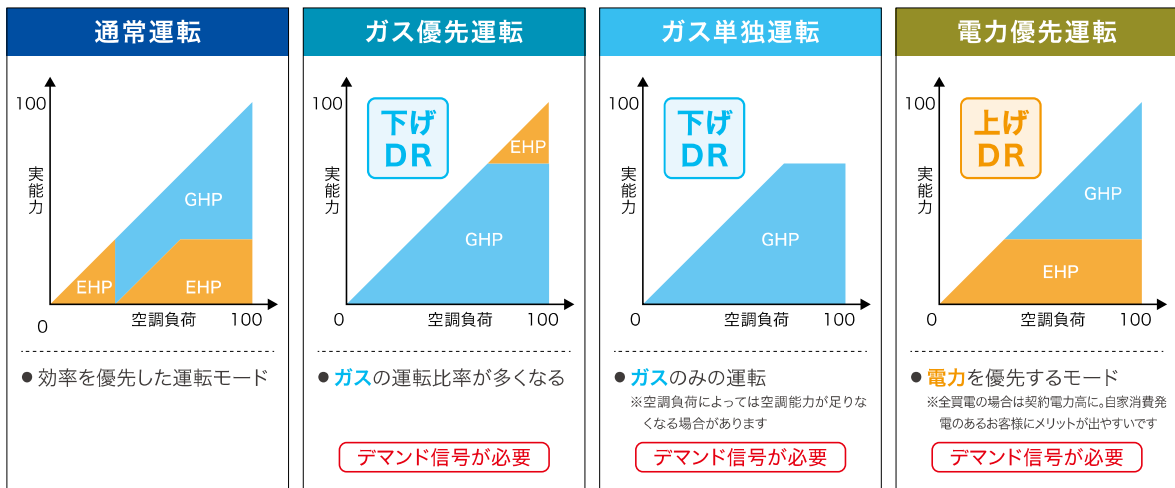 通常運転
100
実能力
GHP
EHP
EHP
0
空調負荷
100
● 効率を優先した運転モード
ガス優先運転
100
下げ
DR
EHP
実能力
GHP
0
空調負荷
100
● ガスの運転比率が多くなる
デマンド信号が必要
ガス単独運転
100
下げ
DR
実能力
GHP
0
空調負荷
100
● ガスのみの運転
※空調負荷によっては空調能力が足りな
くなる場合があります
デマンド信号が必要
電力優先運転
100
上げ
DR
実能力
GHP
EHP
0
空調負荷
100
● 電力を優先するモード
※全買電の場合は契約電力高に。自家消費発
電のあるお客様にメリットが出やすいです
デマンド信号が必要